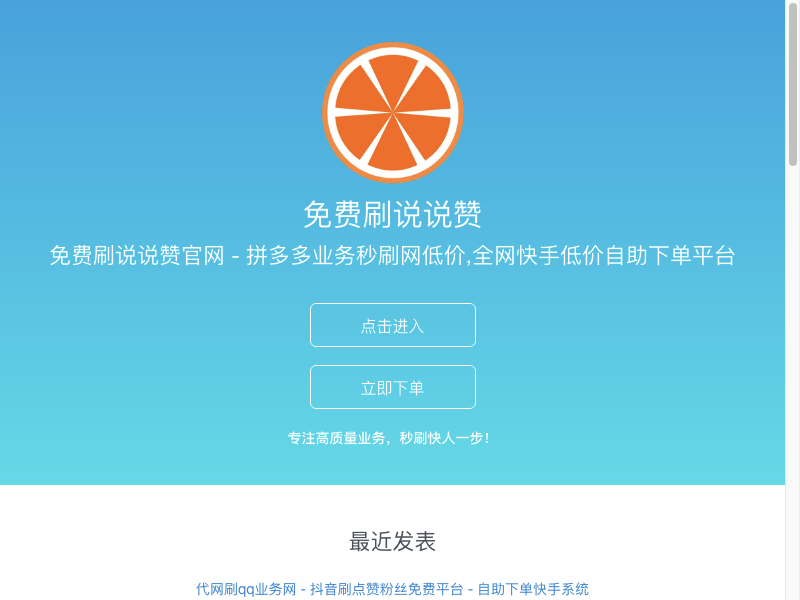 免费刷说说赞
免费刷说说赞官网 - 拼多多业务秒刷网低价,全网快手低价自助下单平台
点击进入
立即下单
专注高质量业务，秒刷快人一步！
最近发表
代网刷qq业务网 - 抖音刷点赞粉丝免费平台 - 自助下单快手系统